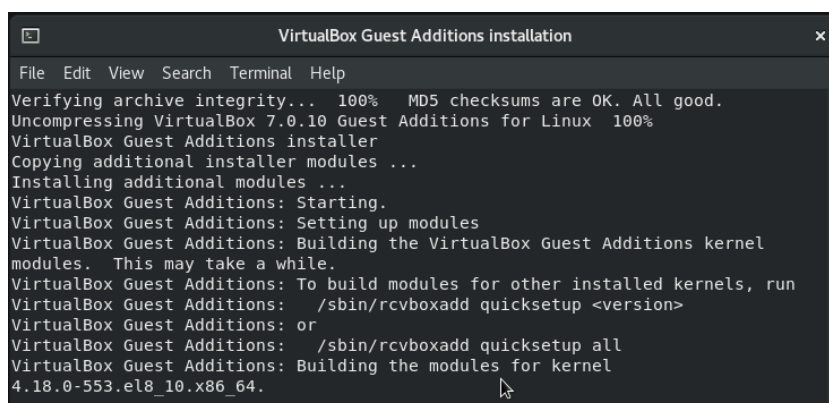 VirtualBox Guest Additions installation
×
File Edit View Search Terminal Help
Verifying archive integrity...  100%   MD5 checksums are OK. All good.
Uncompressing VirtualBox 7.0.10 Guest Additions for Linux  100%
VirtualBox Guest Additions installer
Copying additional installer modules ...
Installing additional modules ...
VirtualBox Guest Additions: Starting.
VirtualBox Guest Additions: Setting up modules
VirtualBox Guest Additions: Building the VirtualBox Guest Additions kernel
modules.  This may take a while.
VirtualBox Guest Additions: To build modules for other installed kernels, run
VirtualBox Guest Additions:   /sbin/rcvboxadd quicksetup <version>
VirtualBox Guest Additions: or
VirtualBox Guest Additions:   /sbin/rcvboxadd quicksetup all
VirtualBox Guest Additions: Building the modules for kernel
4.18.0-553.el8_10.x86_64.